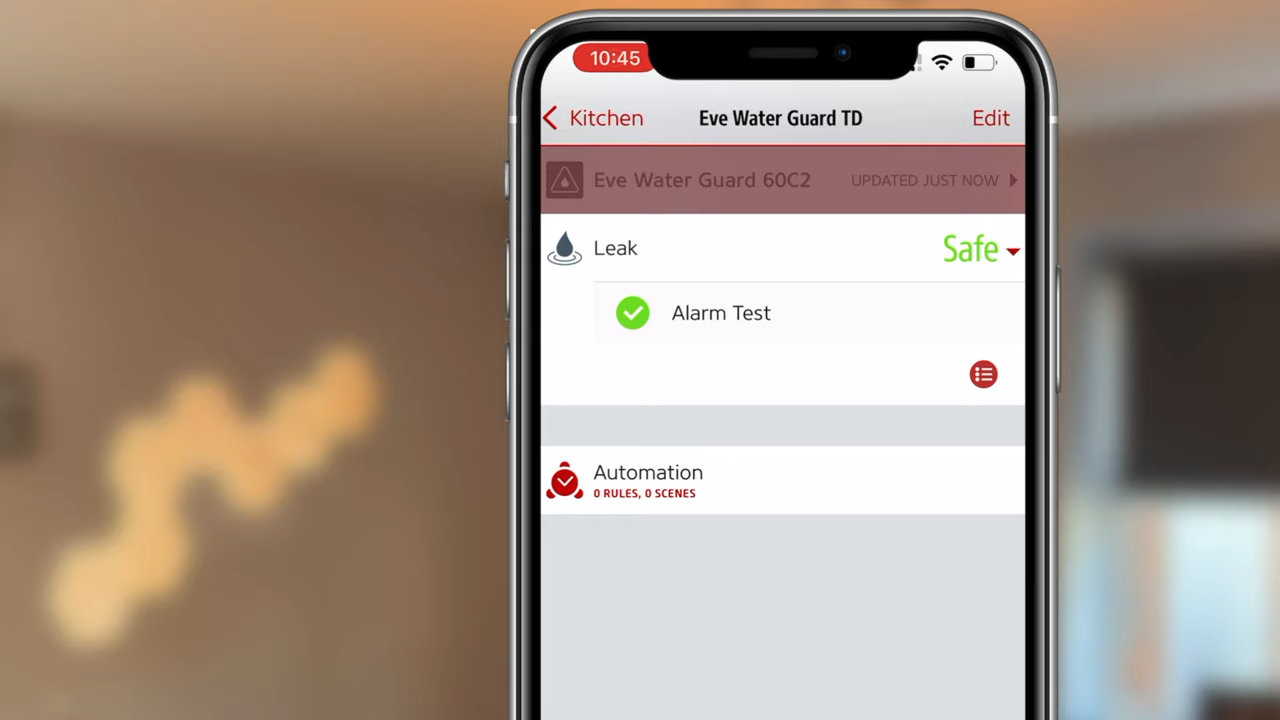 10:45
Kitchen
Eve Water Guard TD
Edit
Eve Water Guard 60C2
UPDATED JUST NOW
Leak
Safe
Alarm Test
Automation
0 RULES, 0 SCENES